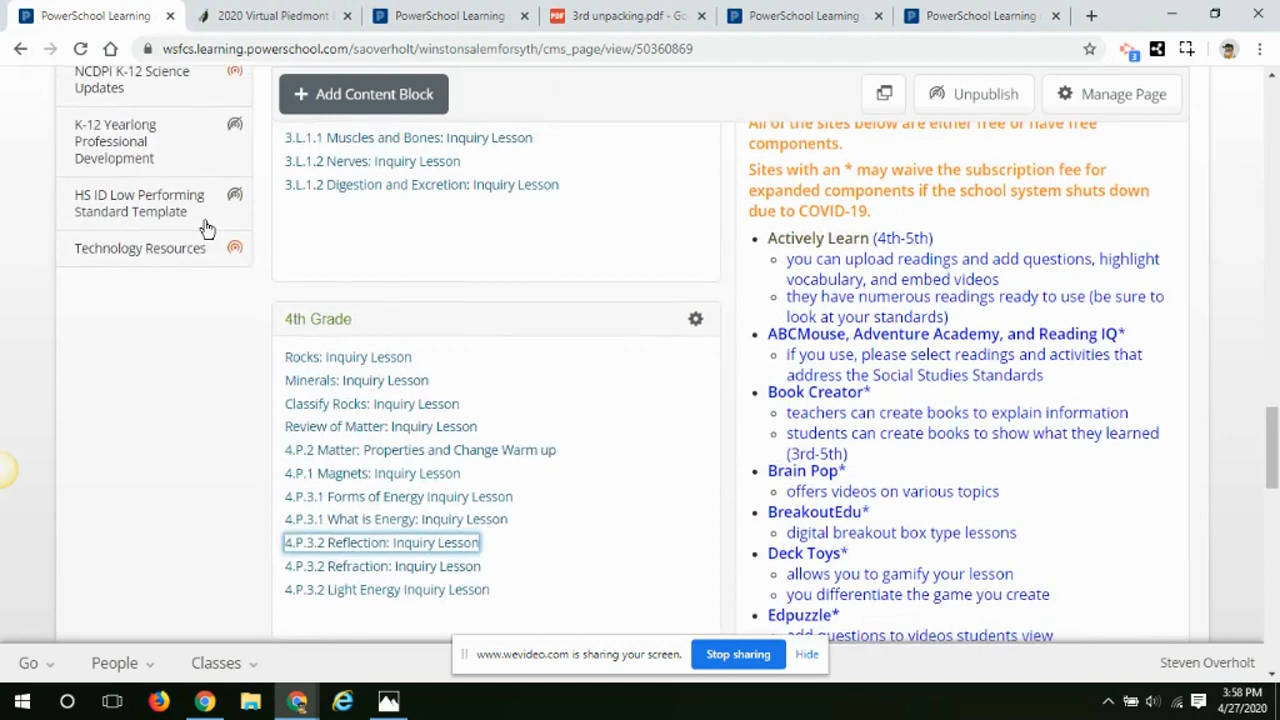 PowerSchool Learning
2020 Virtual Piedmont
PowerSchool Learning
3rd unpacking.pdf - Go
PowerSchool Learning
PowerSchool Learning
wsfcs.learning.powerschool.com/saoverholt/winstonsalemforsyth/cms_page/view/50360869
3
NCDPI K-12 Science
Updates
K-12 Yearlong
Professional
Development
HS ID Low Performing
Standard Template
Technology Resources
+ Add Content Block
Unpublish
Manage Page
3.L.1.1 Muscles and Bones: Inquiry Lesson
3.L.1.2 Nerves: Inquiry Lesson
3.L.1.2 Digestion and Excretion: Inquiry Lesson
4th Grade
Rocks: Inquiry Lesson
Minerals: Inquiry Lesson
Classify Rocks: Inquiry Lesson
Review of Matter: Inquiry Lesson
4.P.2 Matter: Properties and Change Warm up
4.P.1 Magnets: Inquiry Lesson
4.P.3.1 Forms of Energy Inquiry Lesson
4.P.3.1 What is Energy: Inquiry Lesson
4.P.3.2 Reflection: Inquiry Lesson
4.P.3.2 Refraction: Inquiry Lesson
4.P.3.2 Light Energy Inquiry Lesson
All of the sites below are either free or have free
components.
Sites with an * may waive the subscription fee for
expanded components if the school system shuts down
due to COVID-19.
Actively Learn (4th-5th)
you can upload readings and add questions, highlight
vocabulary, and embed videos
they have numerous readings ready to use (be sure to
look at your standards)
ABCMouse, Adventure Academy, and Reading IQ*
if you use, please select readings and activities that
address the Social Studies Standards
Book Creator*
teachers can create books to explain information
students can create books to show what they learned
(3rd-5th)
Brain Pop*
offers videos on various topics
BreakoutEdu*
digital breakout box type lessons
Deck Toys*
allows you to gamify your lesson
you differentiate the game you create
Edpuzzle*
add questions to videos students view
Go
People
Classes
www.wevideo.com is sharing your screen.
Stop sharing
Hide
Steven Overholt
3:58 PM
4/27/2020